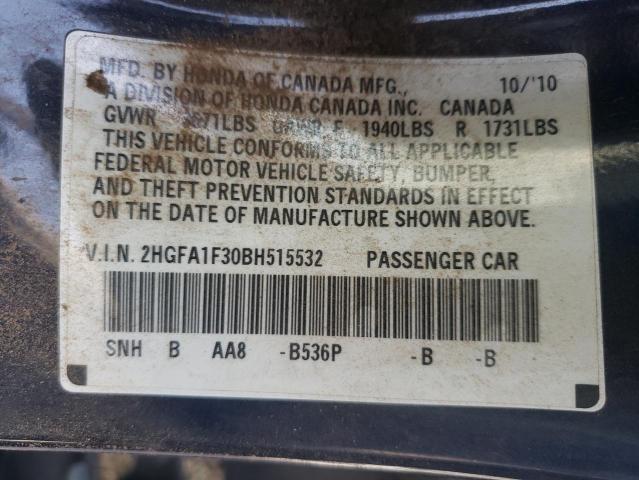 MFD. BY HONDA OF CANADA MFG., 10/'10
A DIVISION OF HONDA CANADA INC. CANADA
GVWR 671LBS GAWR F 1940LBS R 1731LBS
THIS VEHICLE CONFORMS TO ALL APPLICABLE
FEDERAL MOTOR VEHICLE SAFETY, BUMPER,
AND THEFT PREVENTION STANDARDS IN EFFECT
ON THE DATE OF MANUFACTURE SHOWN ABOVE.
V.I.N. 2HGFA1F30BH515532 PASSENGER CAR
SNH B AA8 -B536P -B -B